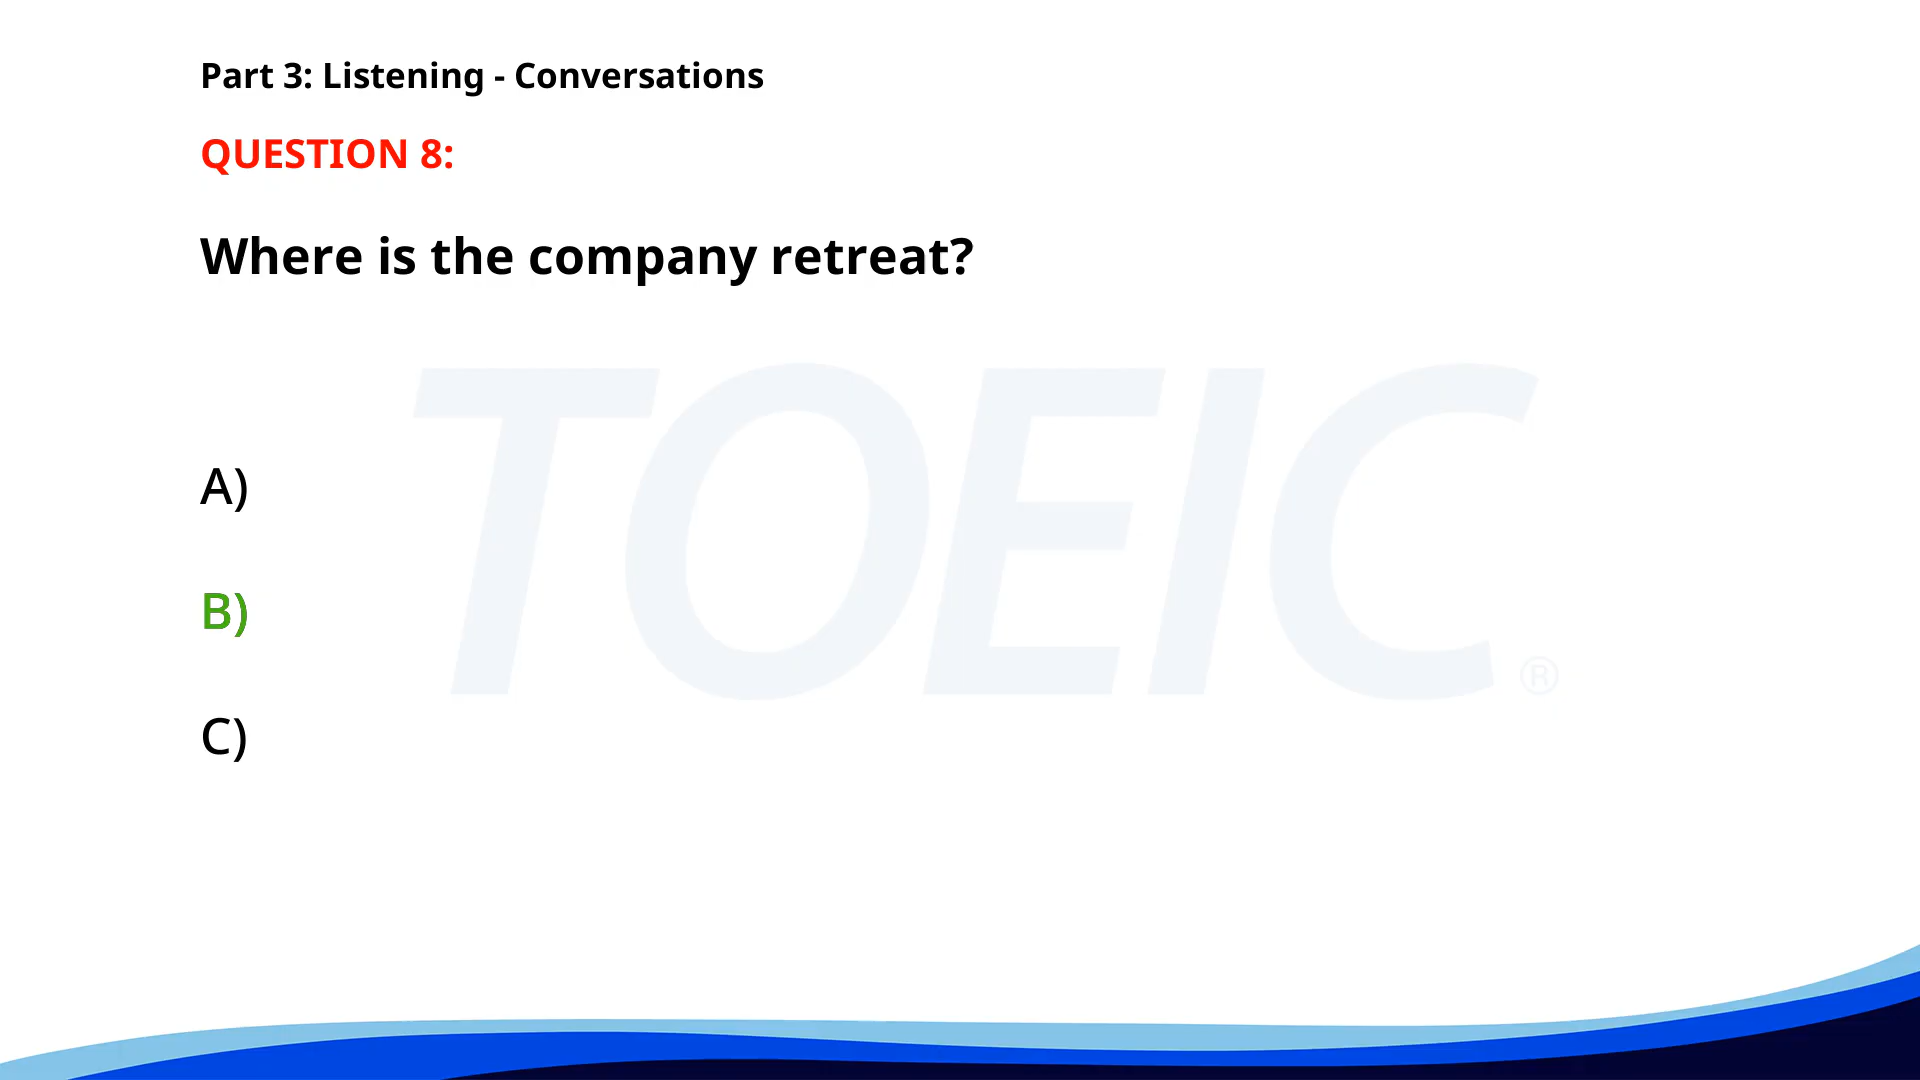 Part 3: Listening - Conversations
QUESTION 8:
Where is the company retreat?
TOEIC®
A)
B)
C)